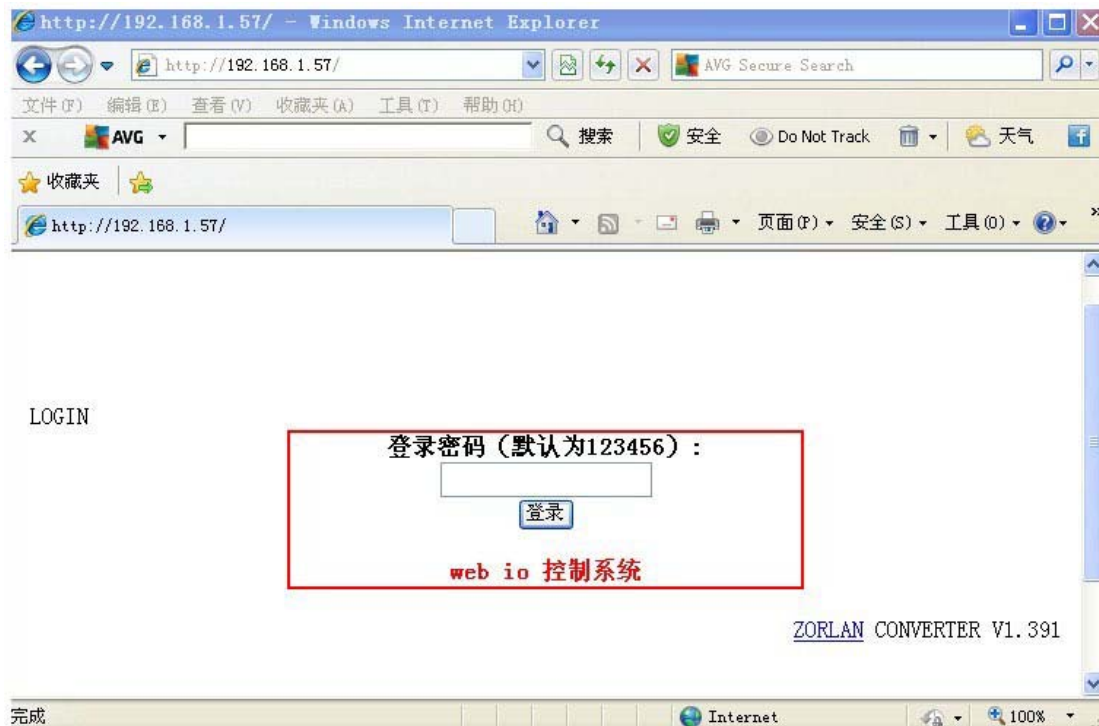 http://192.168.1.57/ - Windows Internet Explorer
http://192.168.1.57/ AVG Secure Search
文件(F) 编辑(E) 查看(V) 收藏夹(A) 工具(T) 帮助(H)
X AVG 搜索 安全 Do Not Track 天气 f
收藏夹
http://192.168.1.57/ 页面(P) 安全(S) 工具(O) »
LOGIN
登录密码（默认为123456）:
登录
web io 控制系统
ZORLAN CONVERTER V1.391
完成 Internet 100%